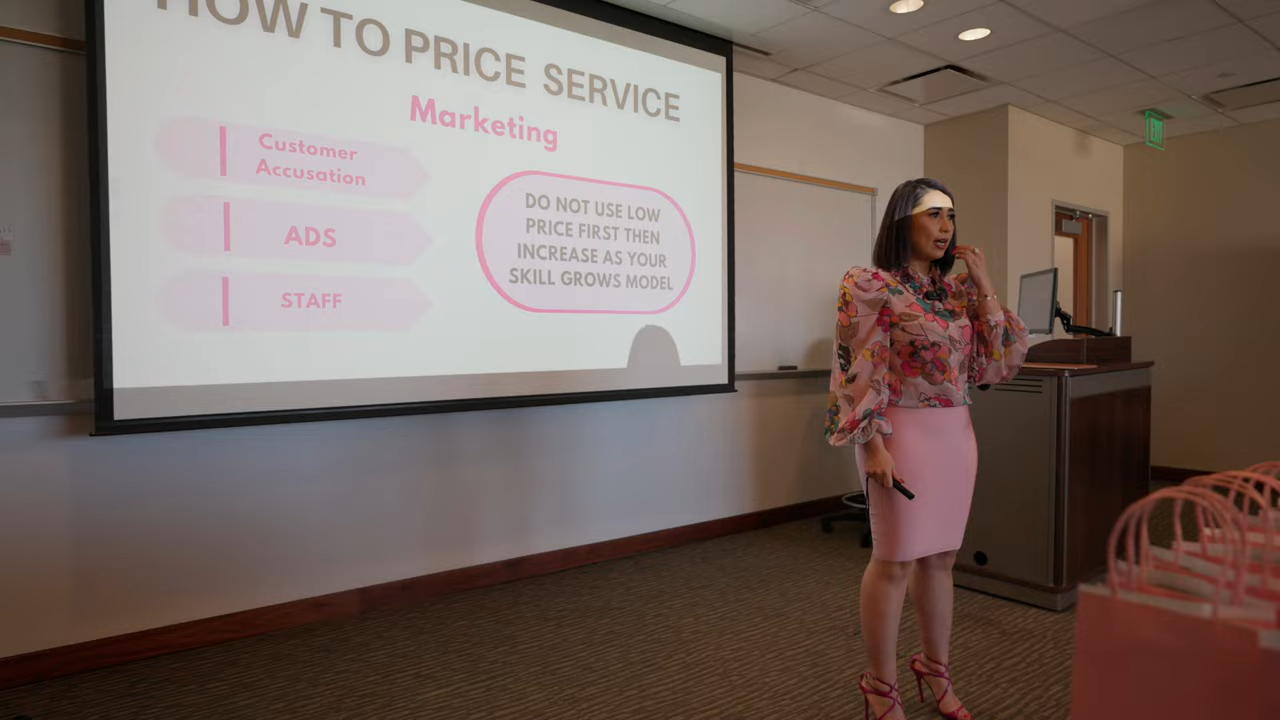 HOW TO PRICE SERVICE
Marketing
Customer
Accusation
ADS
STAFF
DO NOT USE LOW
PRICE FIRST THEN
INCREASE AS YOUR
SKILL GROWS MODEL
EXIT